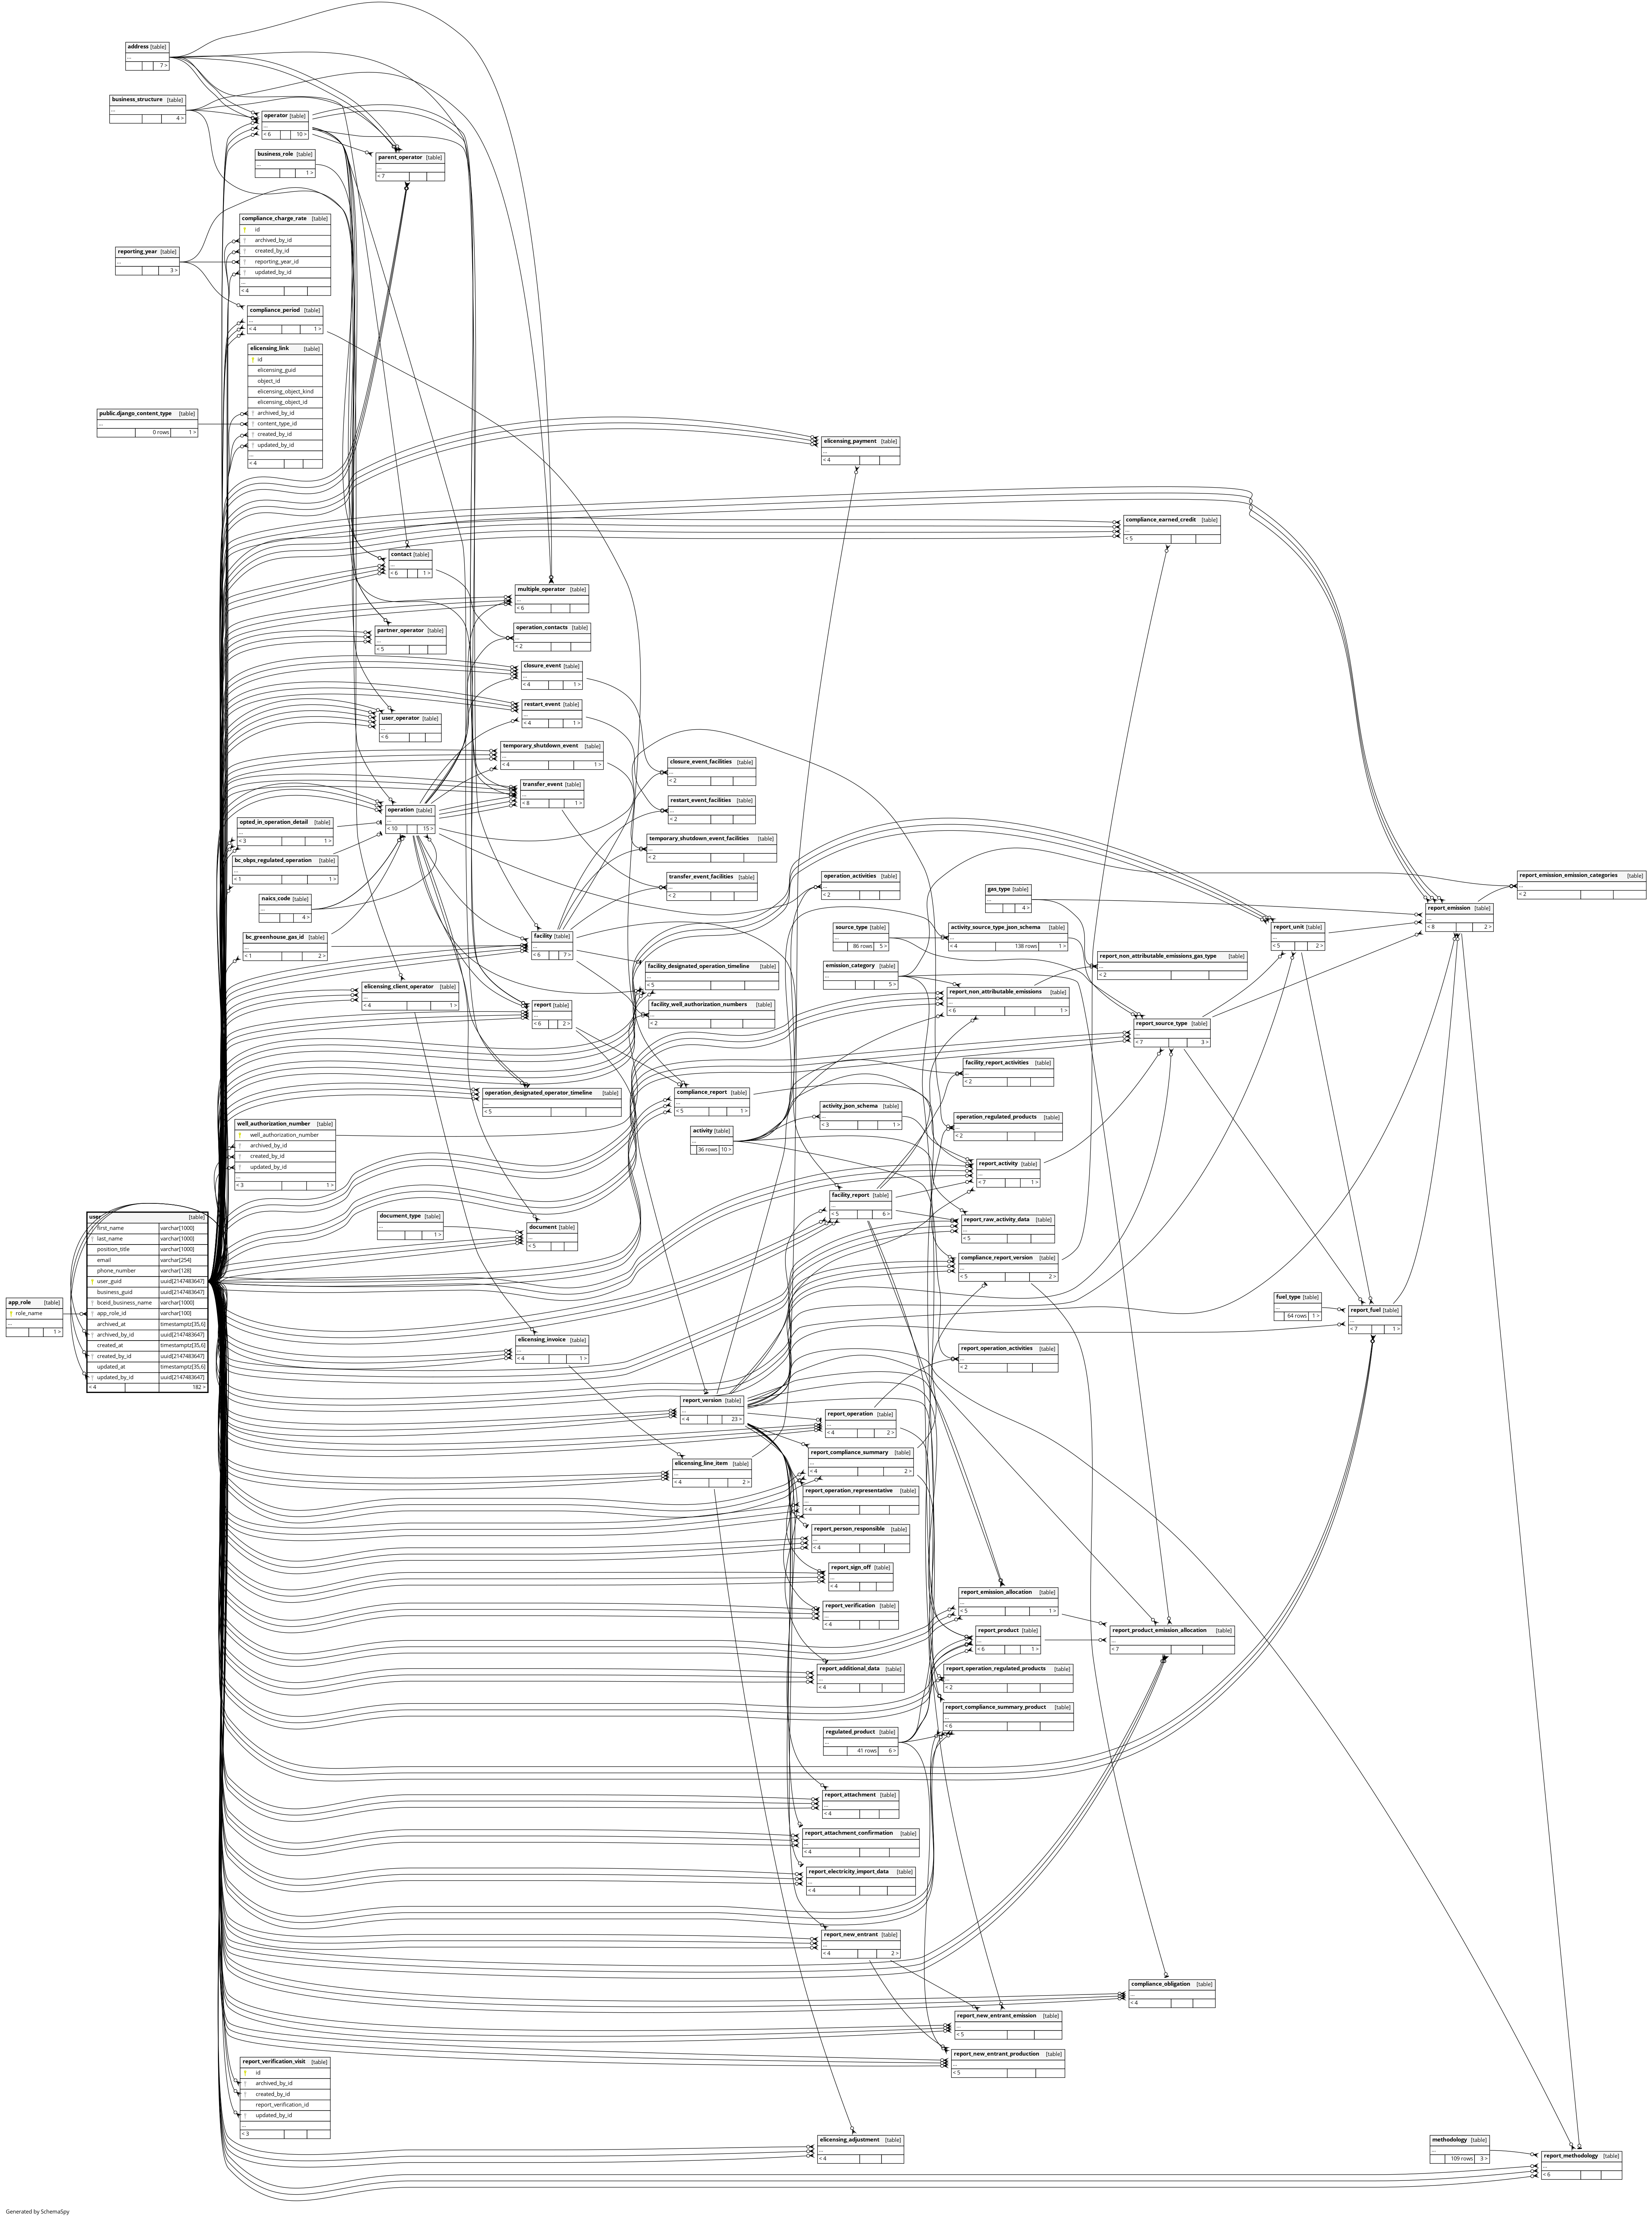 address [table]
...
7 >
business_structure [table]
...
4 >
operator [table]
...
< 6 10 >
business_role [table]
...
1 >
parent_operator [table]
...
< 7
compliance_charge_rate [table]
id
archived_by_id
created_by_id
reporting_year_id
updated_by_id
...
< 4
reporting_year [table]
...
3 >
compliance_period [table]
...
< 4 1 >
elicensing_link [table]
id
elicensing_guid
object_id
elicensing_object_kind
elicensing_object_id
archived_by_id
content_type_id
created_by_id
updated_by_id
...
< 4
public.django_content_type [table]
...
0 rows 1 >
elicensing_payment [table]
...
< 4
compliance_earned_credit [table]
...
< 5
contact [table]
...
< 6 1 >
multiple_operator [table]
...
< 6
partner_operator [table]
...
< 5
operation_contacts [table]
...
< 2
closure_event [table]
...
< 4 1 >
restart_event [table]
...
< 4 1 >
user_operator [table]
...
< 6
temporary_shutdown_event [table]
...
< 4 1 >
closure_event_facilities [table]
...
< 2
transfer_event [table]
...
< 8 1 >
restart_event_facilities [table]
...
< 2
operation [table]
...
< 10 15 >
opted_in_operation_detail [table]
...
< 3 1 >
temporary_shutdown_event_facilities [table]
...
< 2
bc_obps_regulated_operation [table]
...
< 1 1 >
transfer_event_facilities [table]
...
< 2
operation_activities [table]
...
< 2
report_emission_emission_categories [table]
...
< 2
naics_code [table]
...
4 >
gas_type [table]
...
4 >
report_emission [table]
...
< 8 2 >
source_type [table]
...
86 rows 5 >
activity_source_type_json_schema [table]
...
< 4 138 rows 1 >
report_unit [table]
...
< 5 2 >
bc_greenhouse_gas_id [table]
...
< 1 2 >
facility [table]
...
< 6 7 >
report_non_attributable_emissions_gas_type [table]
...
< 2
facility_designated_operation_timeline [table]
...
< 5
emission_category [table]
...
5 >
elicensing_client_operator [table]
...
< 4 1 >
report_non_attributable_emissions [table]
...
< 6 1 >
report [table]
...
< 6 2 >
facility_well_authorization_numbers [table]
...
< 2
report_source_type [table]
...
< 7 3 >
facility_report_activities [table]
...
< 2
operation_designated_operator_timeline [table]
...
< 5
compliance_report [table]
...
< 5 1 >
activity_json_schema [table]
...
< 3 1 >
operation_regulated_products [table]
...
< 2
well_authorization_number [table]
well_authorization_number
archived_by_id
created_by_id
updated_by_id
...
< 3 1 >
activity [table]
...
36 rows 10 >
report_activity [table]
...
< 7 1 >
facility_report [table]
...
< 5 6 >
user [table]
first_name varchar[1000]
last_name varchar[1000]
position_title varchar[1000]
email varchar[254]
phone_number varchar[128]
user_guid uuid[2147483647]
business_guid uuid[2147483647]
bceid_business_name varchar[1000]
app_role_id varchar[100]
archived_at timestamptz[35,6]
archived_by_id uuid[2147483647]
created_at timestamptz[35,6]
created_by_id uuid[2147483647]
updated_at timestamptz[35,6]
updated_by_id uuid[2147483647]
< 4 182 >
document_type [table]
...
1 >
document [table]
...
< 5
report_raw_activity_data [table]
...
< 5
compliance_report_version [table]
...
< 5 2 >
app_role [table]
role_name
...
1 >
fuel_type [table]
...
64 rows 1 >
report_fuel [table]
...
< 7 1 >
elicensing_invoice [table]
...
< 4 1 >
report_operation_activities [table]
...
< 2
report_version [table]
...
< 4 23 >
report_operation [table]
...
< 4 2 >
elicensing_line_item [table]
...
< 4 2 >
report_compliance_summary [table]
...
< 4 2 >
report_operation_representative [table]
...
< 4
report_person_responsible [table]
...
< 4
report_sign_off [table]
...
< 4
report_verification [table]
...
< 4
report_emission_allocation [table]
...
< 5 1 >
report_product [table]
...
< 6 1 >
report_product_emission_allocation [table]
...
< 7
report_additional_data [table]
...
< 4
report_operation_regulated_products [table]
...
< 2
report_compliance_summary_product [table]
...
< 6
regulated_product [table]
...
41 rows 6 >
report_attachment [table]
...
< 4
report_attachment_confirmation [table]
...
< 4
report_electricity_import_data [table]
...
< 4
report_new_entrant [table]
...
< 4 2 >
compliance_obligation [table]
...
< 4
report_new_entrant_emission [table]
...
< 5
report_new_entrant_production [table]
...
< 5
report_verification_visit [table]
id
archived_by_id
created_by_id
report_verification_id
updated_by_id
...
< 3
elicensing_adjustment [table]
...
< 4
methodology [table]
...
109 rows 3 >
report_methodology [table]
...
< 6
Generated by SchemaSpy